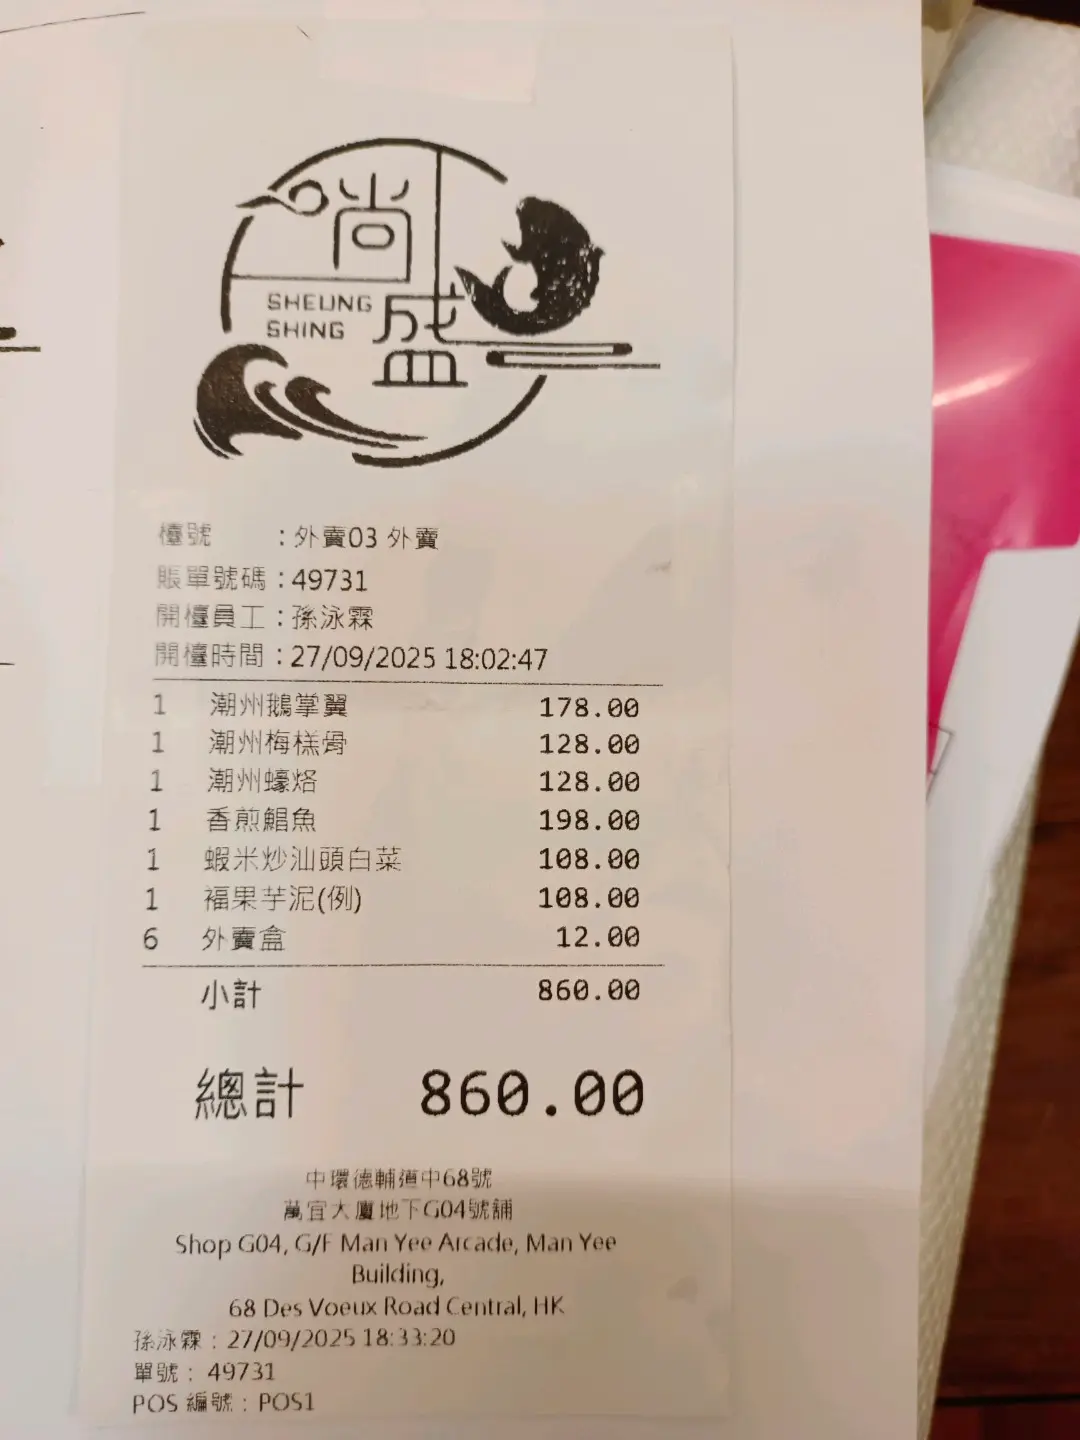 尚
SHEUNG
SHING
盛
檯號 : 外賣03 外賣
賬單號碼 : 49731
開檯員工 : 孫泳霖
開檯時間 : 27/09/2025 18:02:47
1 潮州鵝掌翼 178.00
1 潮州梅糕骨 128.00
1 潮州蠔烙 128.00
1 香煎鯧魚 198.00
1 蝦米炒汕頭白菜 108.00
1 福果芋泥(例) 108.00
6 外賣盒 12.00
小計 860.00
總計 860.00
中環德輔道中68號
萬宜大廈地下G04號舖
Shop G04, G/F Man Yee Arcade, Man Yee
Building,
68 Des Voeux Road Central, HK
孫泳霖 : 27/09/2025 18:33:20
單號 : 49731
POS 編號 : POS1